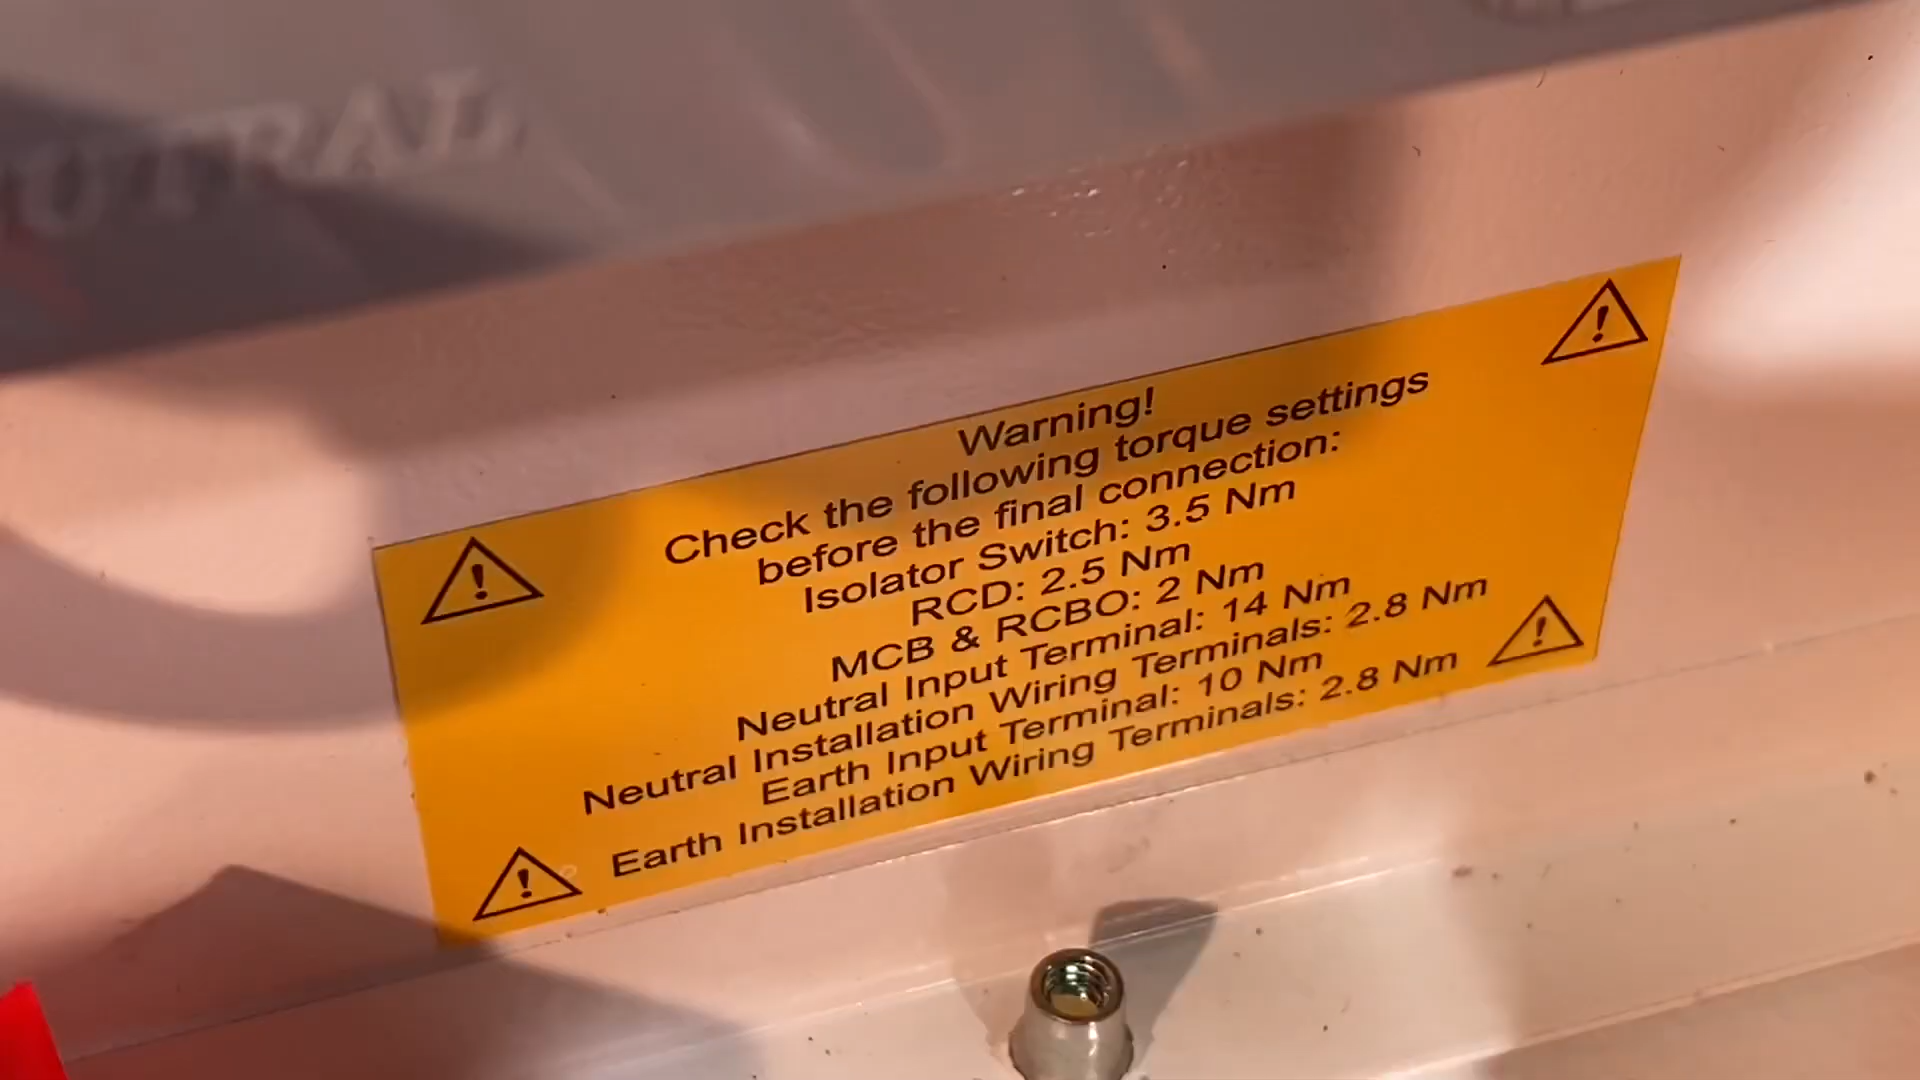 UTRAL
Warning!
Check the following torque settings
before the final connection:
Isolator Switch: 3.5 Nm
RCD: 2.5 Nm
MCB & RCBO: 2 Nm
Neutral Input Terminal: 14 Nm
Neutral Installation Wiring Terminals: 2.8 Nm
Earth Input Terminal: 10 Nm
Earth Installation Wiring Terminals: 2.8 Nm